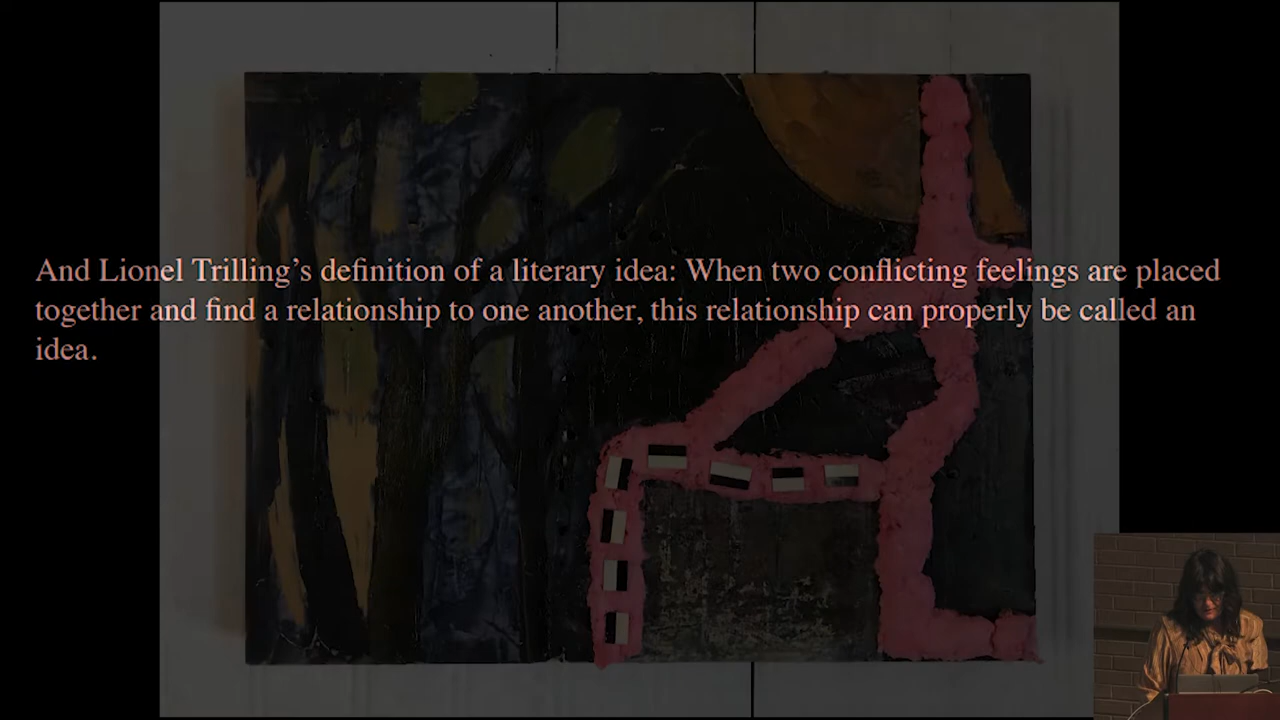 And Lionel Trilling’s definition of a literary idea: When two conflicting feelings are placed
together and find a relationship to one another, this relationship can properly be called an
idea.